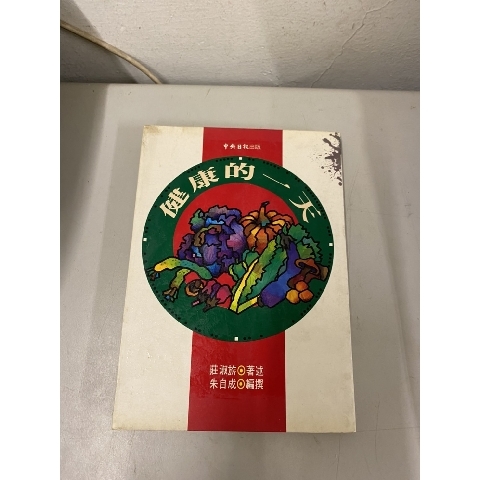 中央日報出版
健康的一天
莊淑旂◉著述
朱自成◉編撰